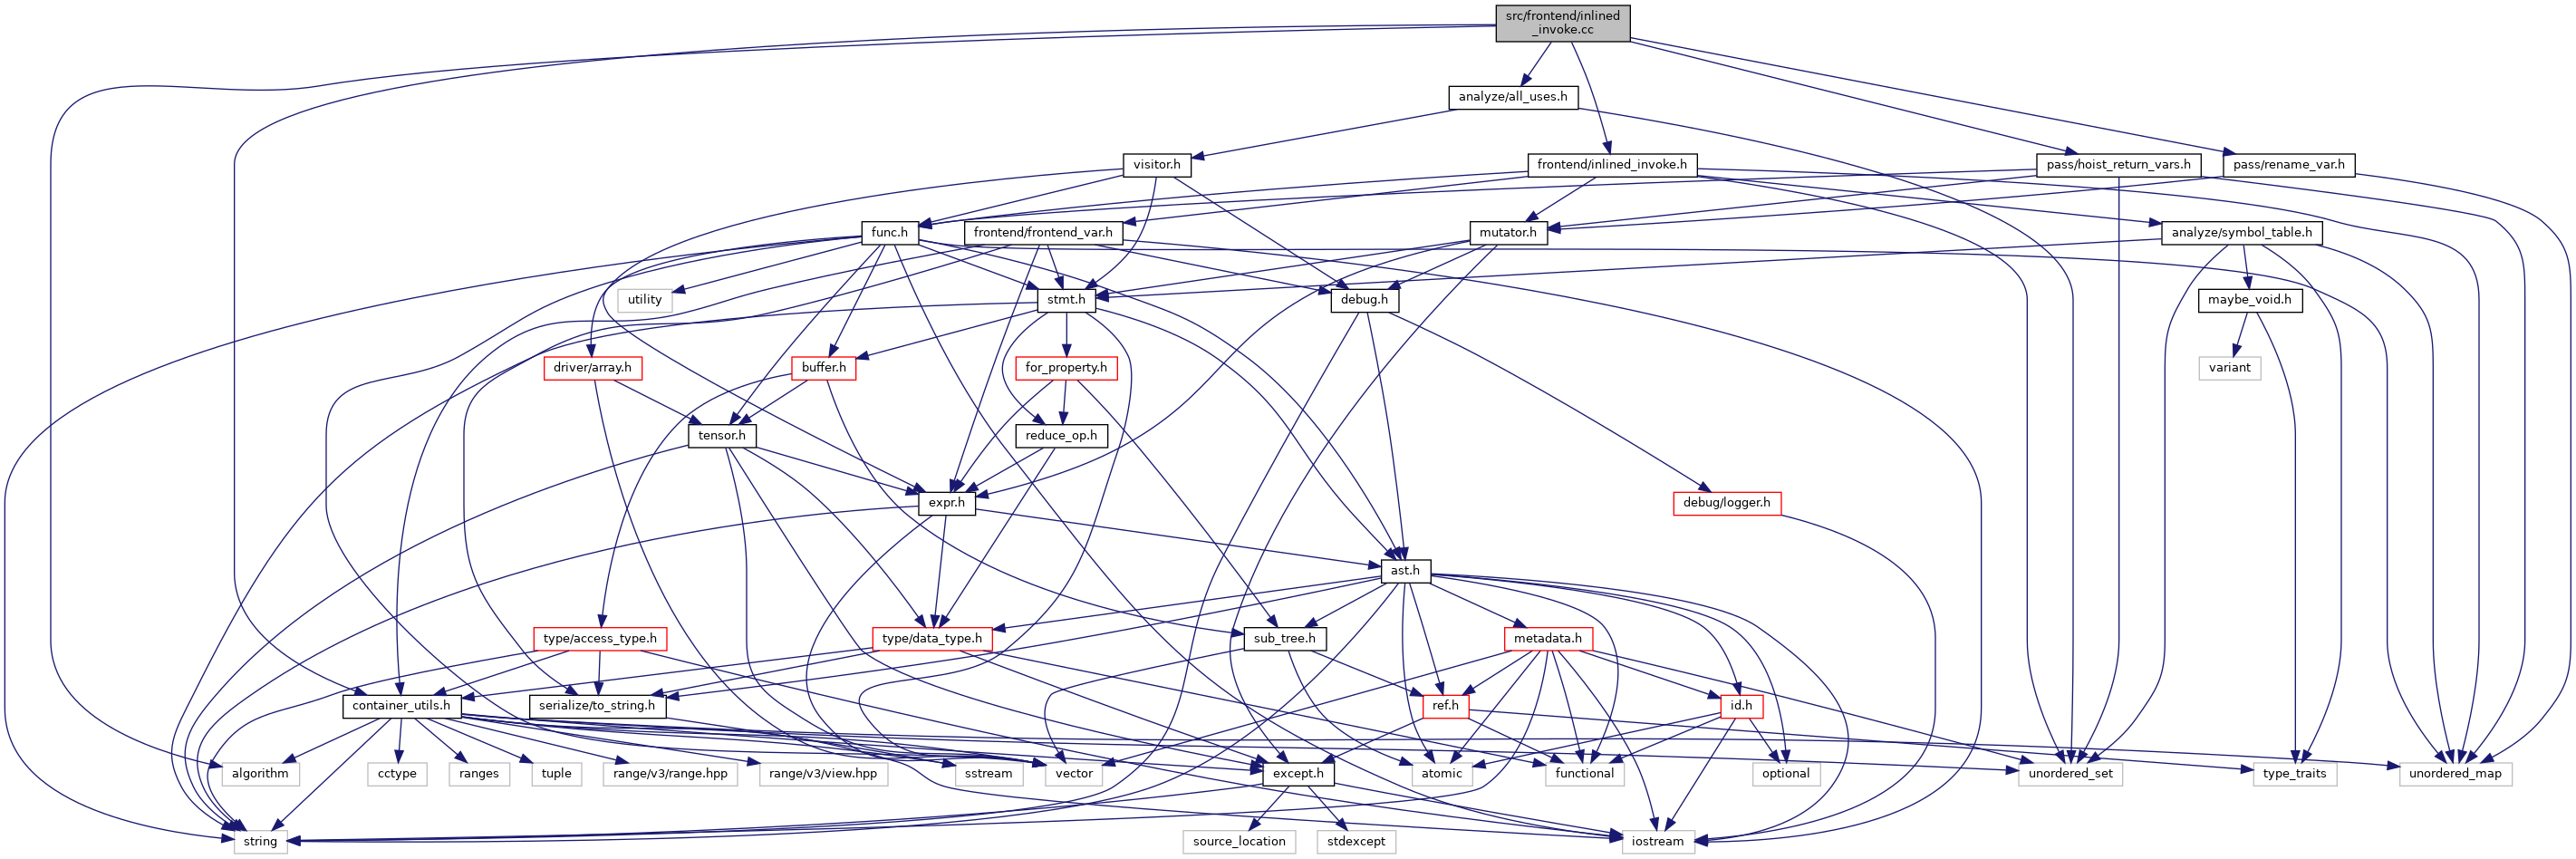 src/frontend/inlined
_invoke.cc
analyze/all_uses.h
visitor.h
frontend/inlined_invoke.h
pass/hoist_return_vars.h
pass/rename_var.h
func.h
frontend/frontend_var.h
mutator.h
analyze/symbol_table.h
utility
stmt.h
debug.h
maybe_void.h
driver/array.h
buffer.h
for_property.h
variant
tensor.h
reduce_op.h
expr.h
debug/logger.h
ast.h
type/access_type.h
type/data_type.h
sub_tree.h
metadata.h
container_utils.h
serialize/to_string.h
ref.h
id.h
algorithm
cctype
ranges
tuple
range/v3/range.hpp
range/v3/view.hpp
sstream
vector
except.h
atomic
functional
optional
unordered_set
type_traits
unordered_map
string
source_location
stdexcept
iostream